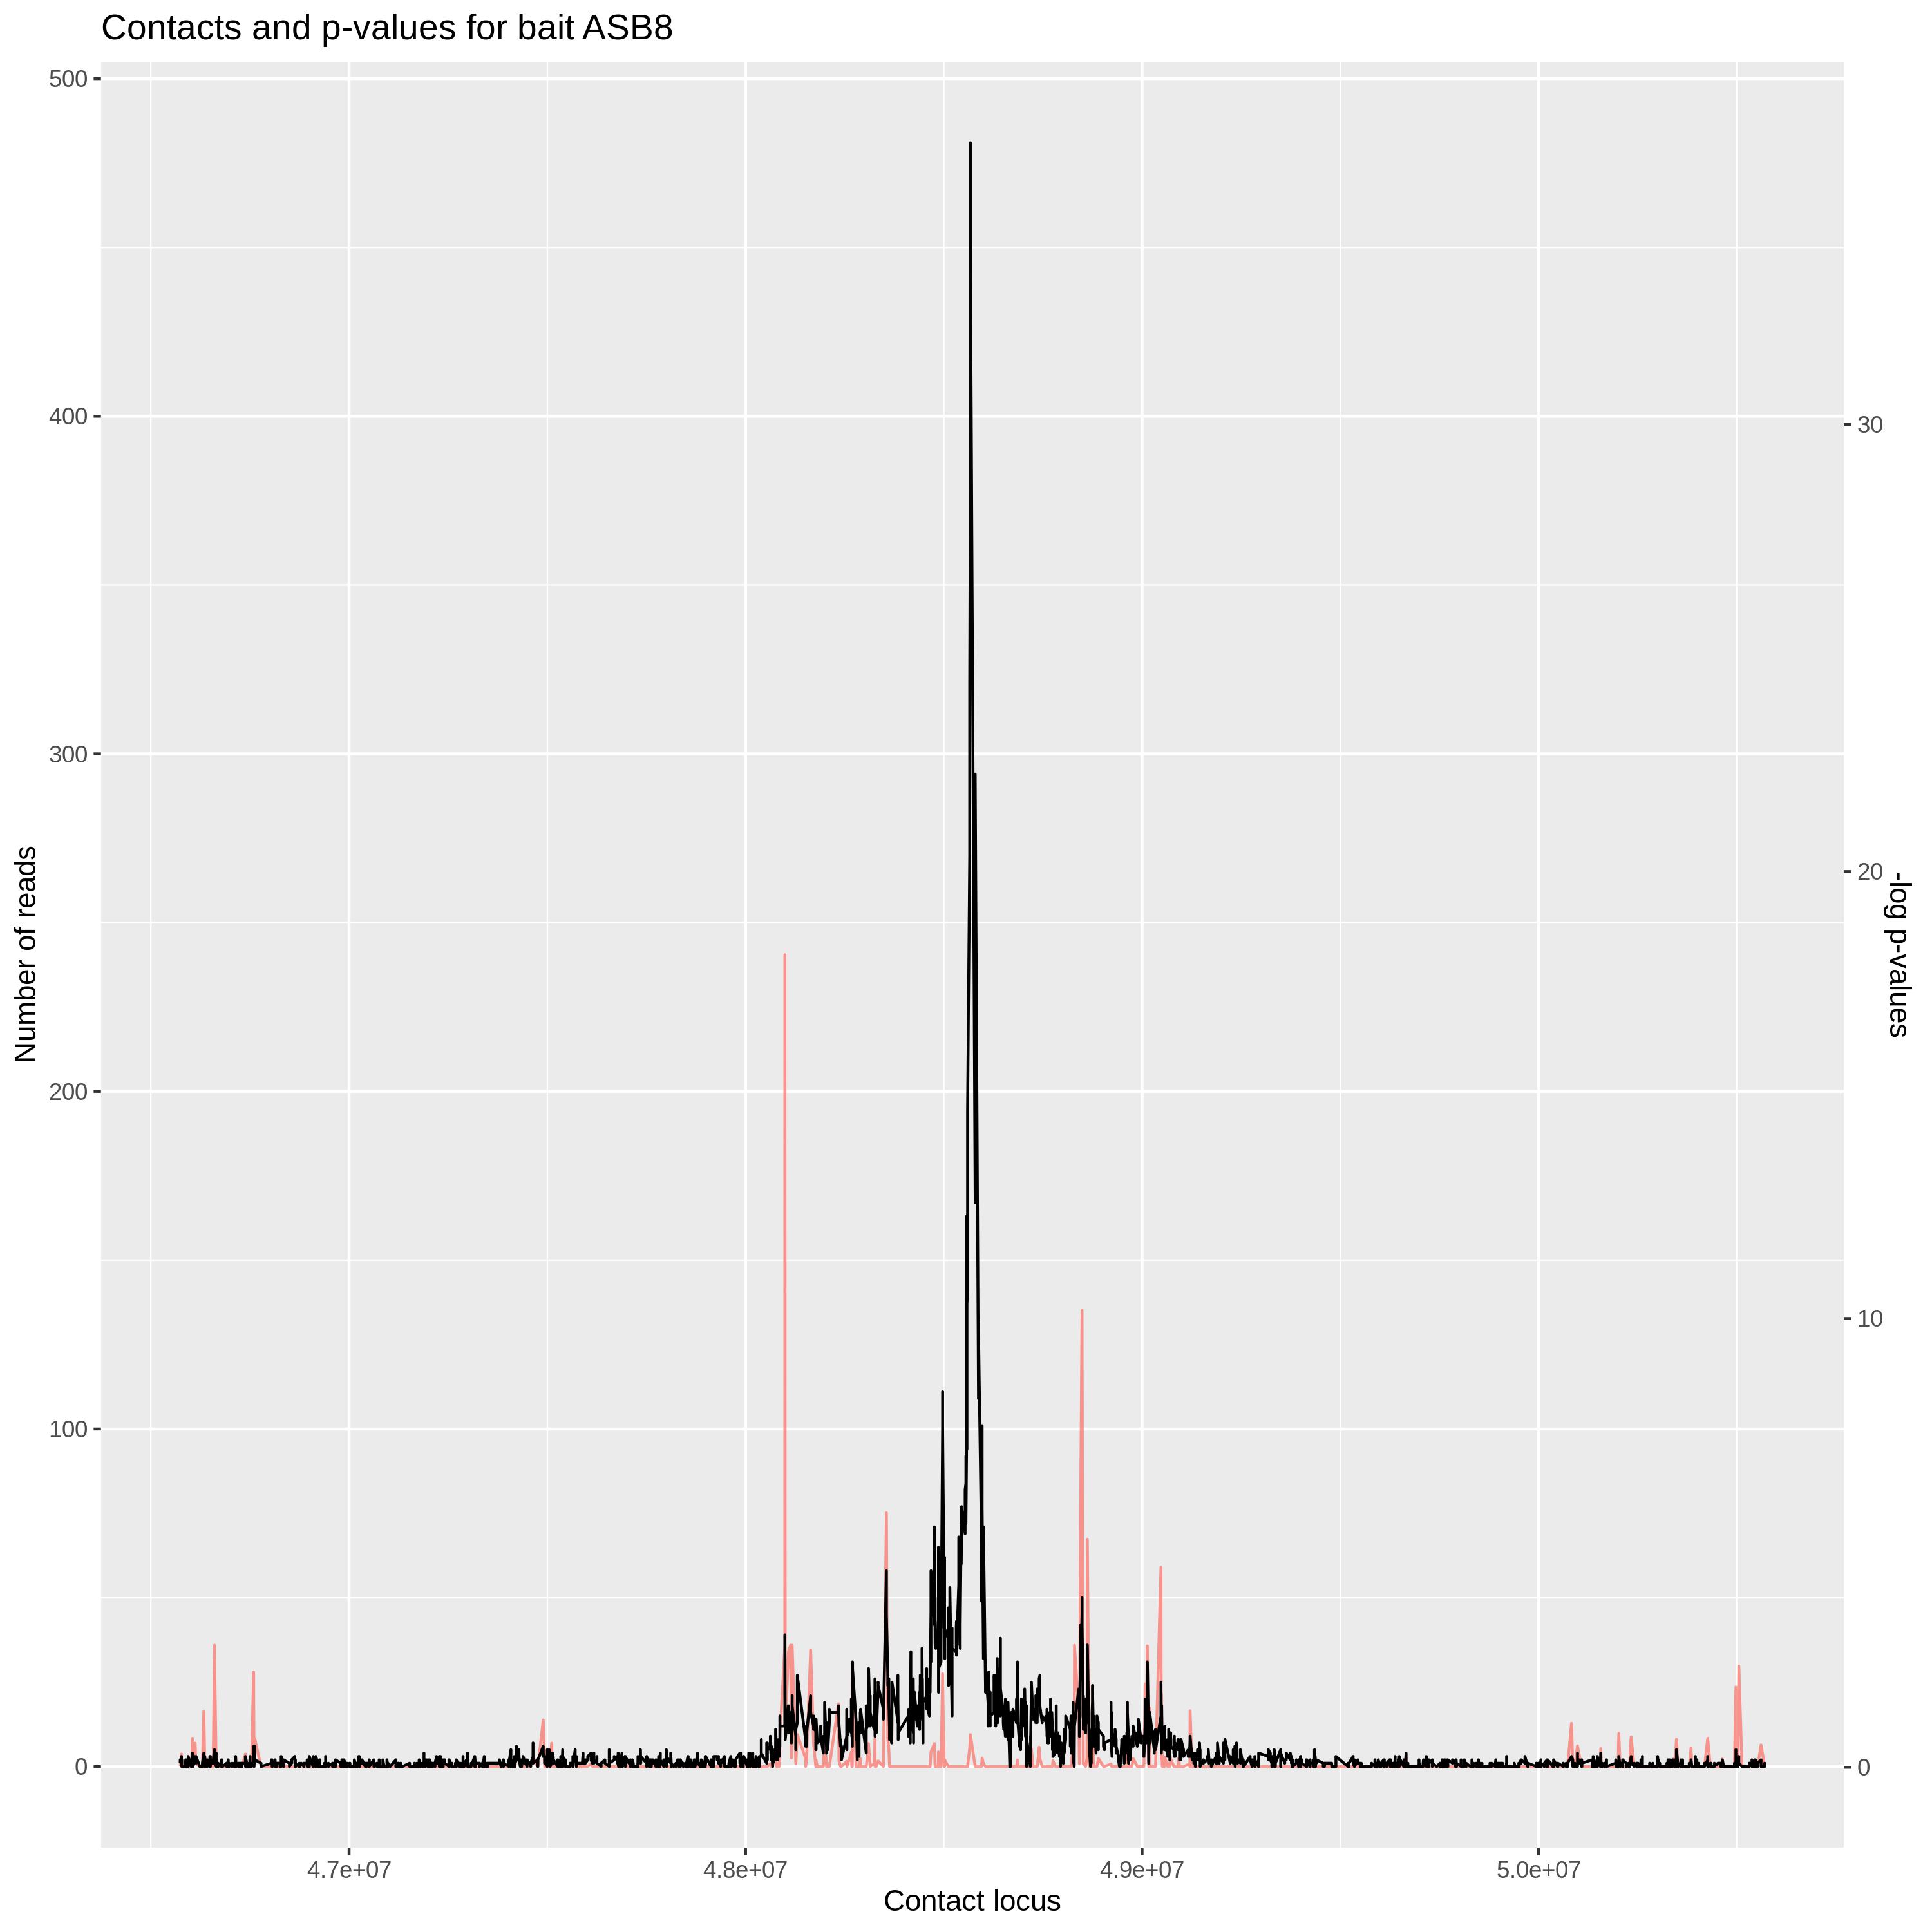 Contacts and p-values for bait ASB8
500
400
300
200
100
0
Number of reads
30
20
10
0
-log p-values
4.7e+07
4.8e+07
4.9e+07
5.0e+07
Contact locus